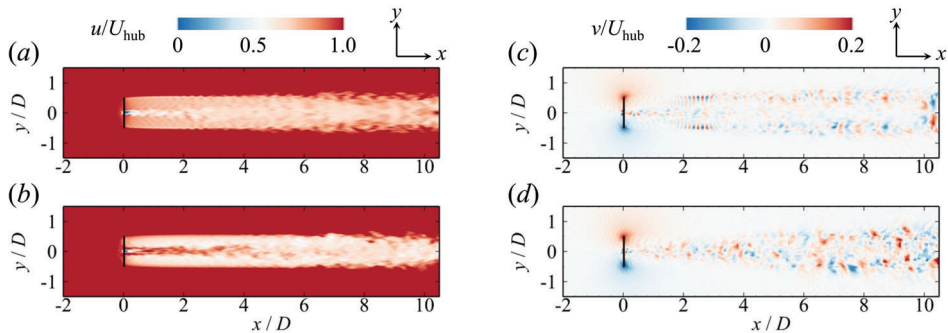 u/U_hub
0 0.5 1.0
y
x
(a)
y / D
1
0
-1
-2 0 2 4 6 8 10
(b)
y / D
1
0
-1
-2 0 2 4 6 8 10
x / D
v/U_hub
-0.2 0 0.2
y
x
(c)
y / D
1
0
-1
-2 0 2 4 6 8 10
(d)
y / D
1
0
-1
-2 0 2 4 6 8 10
x / D